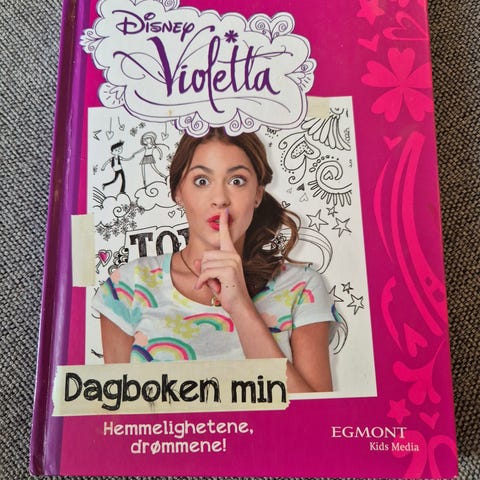 Disney
Violetta
TO
Dagboken min
Hemmelighetene,
drømmene!
EGMONT
Kids Media